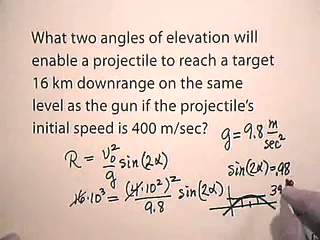 What two angles of elevation will
enable a projectile to reach a target
16 km downrange on the same
level as the gun if the projectile's
initial speed is 400 m/sec?
g = 9.8 m/sec²
R = v₀²/g sin(2α)
sin(2α) = .98
16·10³ = (4·10²)²/9.8 sin(2α)